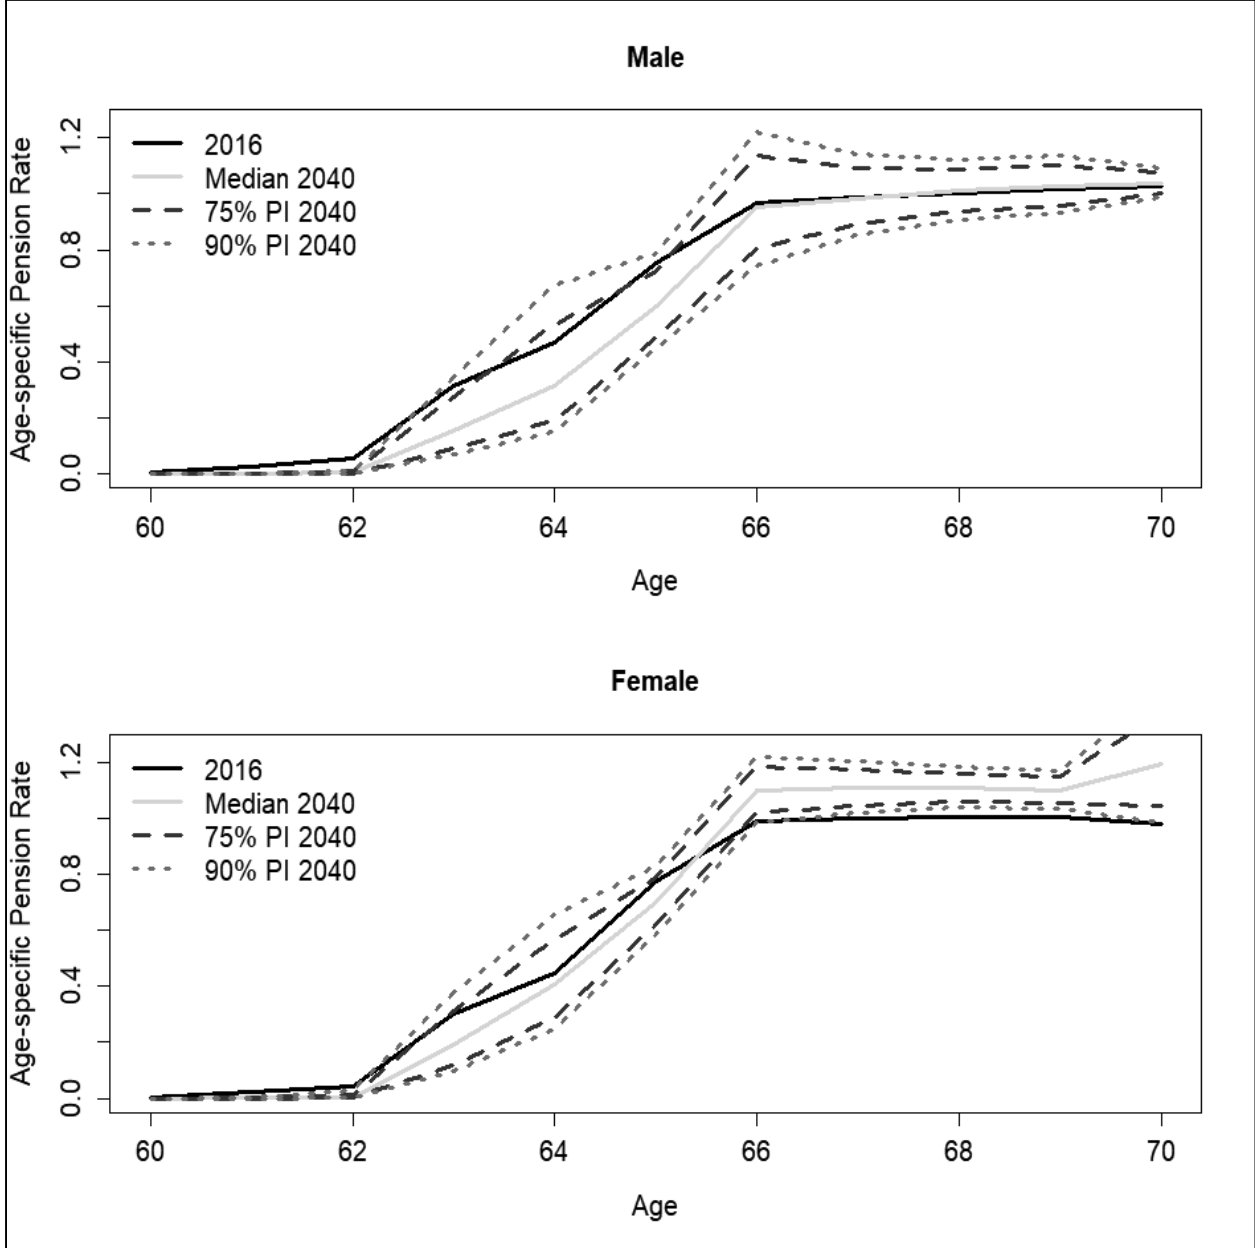 Male
Age-specific Pension Rate
1.2
0.8
0.4
0.0
2016
Median 2040
75% PI 2040
90% PI 2040
60 62 64 66 68 70
Age
Female
Age-specific Pension Rate
1.2
0.8
0.4
0.0
2016
Median 2040
75% PI 2040
90% PI 2040
60 62 64 66 68 70
Age